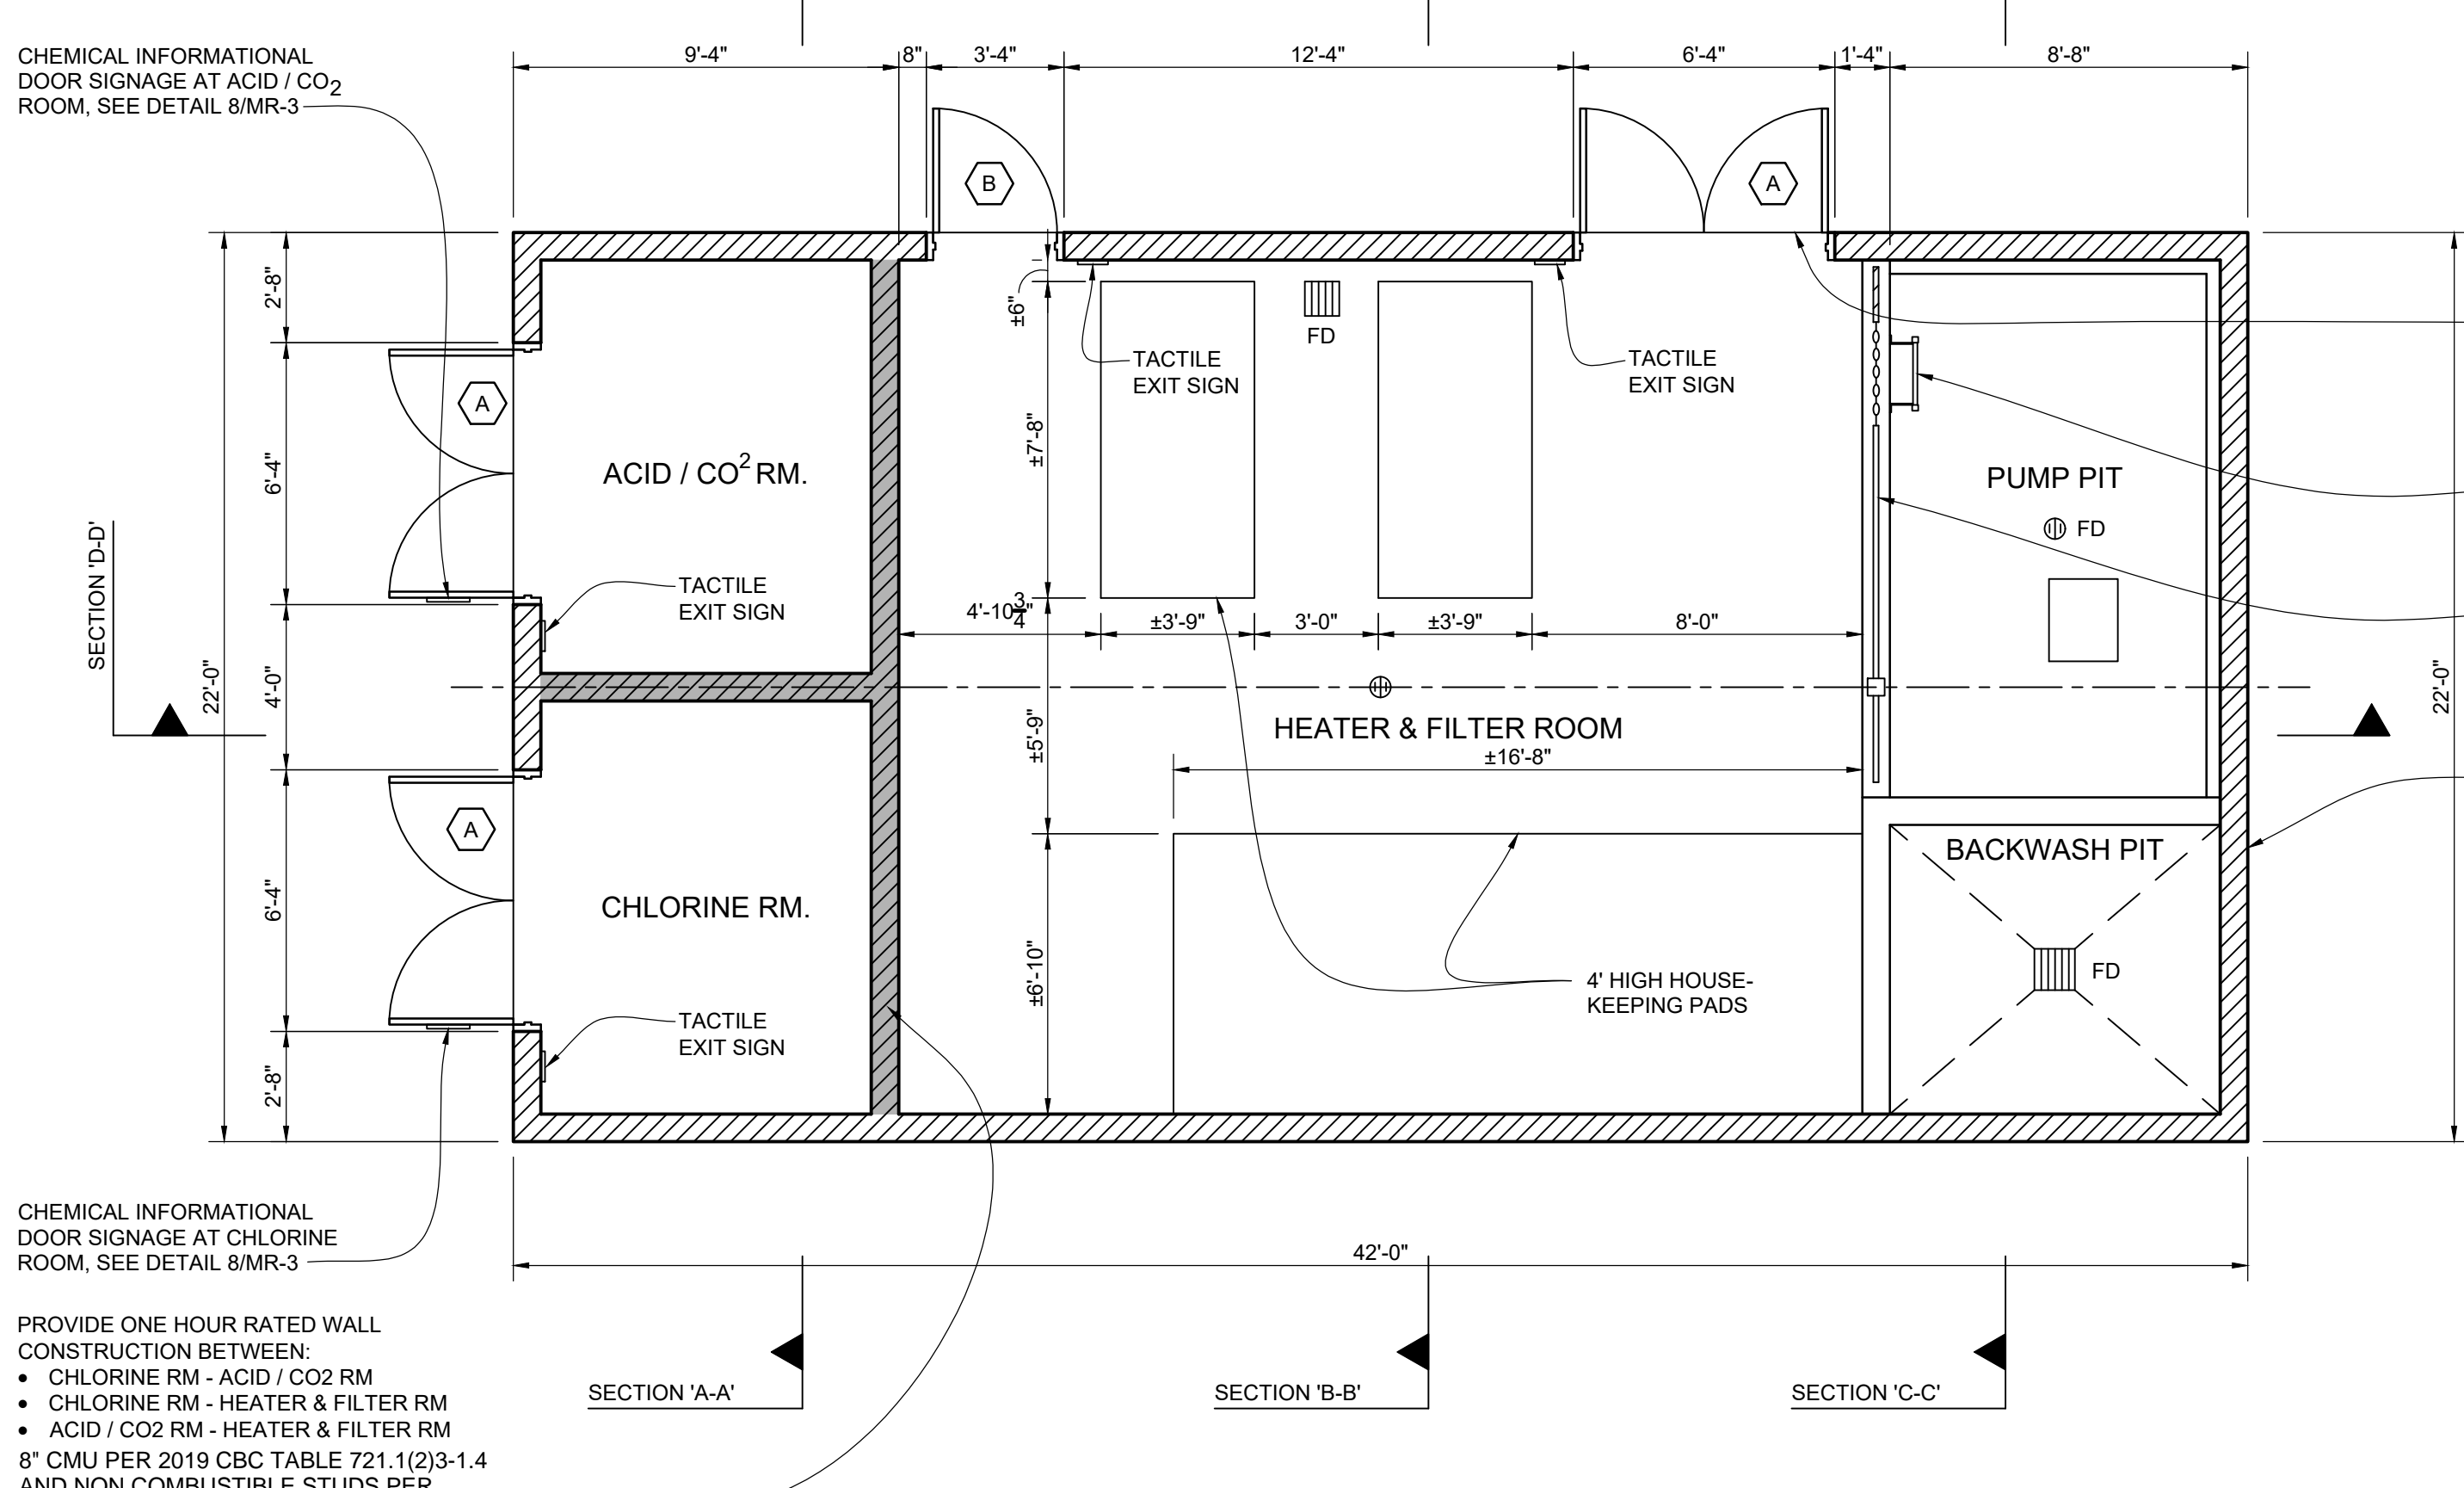 CHEMICAL INFORMATIONAL
DOOR SIGNAGE AT ACID / CO2
ROOM, SEE DETAIL 8/MR-3
9'-4"
8"
3'-4"
12'-4"
6'-4"
1'-4"
8'-8"
B
A
2'-8"
6'-4"
4'-0"
6'-4"
2'-8"
22'-0"
SECTION 'D-D'
A
A
ACID / CO² RM.
TACTILE
EXIT SIGN
CHLORINE RM.
TACTILE
EXIT SIGN
±6"
±7'-8"
±5'-9"
±6'-10"
TACTILE
EXIT SIGN
FD
TACTILE
EXIT SIGN
4'-10 3/4"
±3'-9"
3'-0"
±3'-9"
8'-0"
HEATER & FILTER ROOM
±16'-8"
4' HIGH HOUSE-
KEEPING PADS
PUMP PIT
FD
BACKWASH PIT
FD
22'-0"
42'-0"
CHEMICAL INFORMATIONAL
DOOR SIGNAGE AT CHLORINE
ROOM, SEE DETAIL 8/MR-3
PROVIDE ONE HOUR RATED WALL
CONSTRUCTION BETWEEN:
• CHLORINE RM - ACID / CO2 RM
• CHLORINE RM - HEATER & FILTER RM
• ACID / CO2 RM - HEATER & FILTER RM
8" CMU PER 2019 CBC TABLE 721.1(2)3-1.4
AND NON COMBUSTIBLE STUDS PER
SECTION 'A-A'
SECTION 'B-B'
SECTION 'C-C'